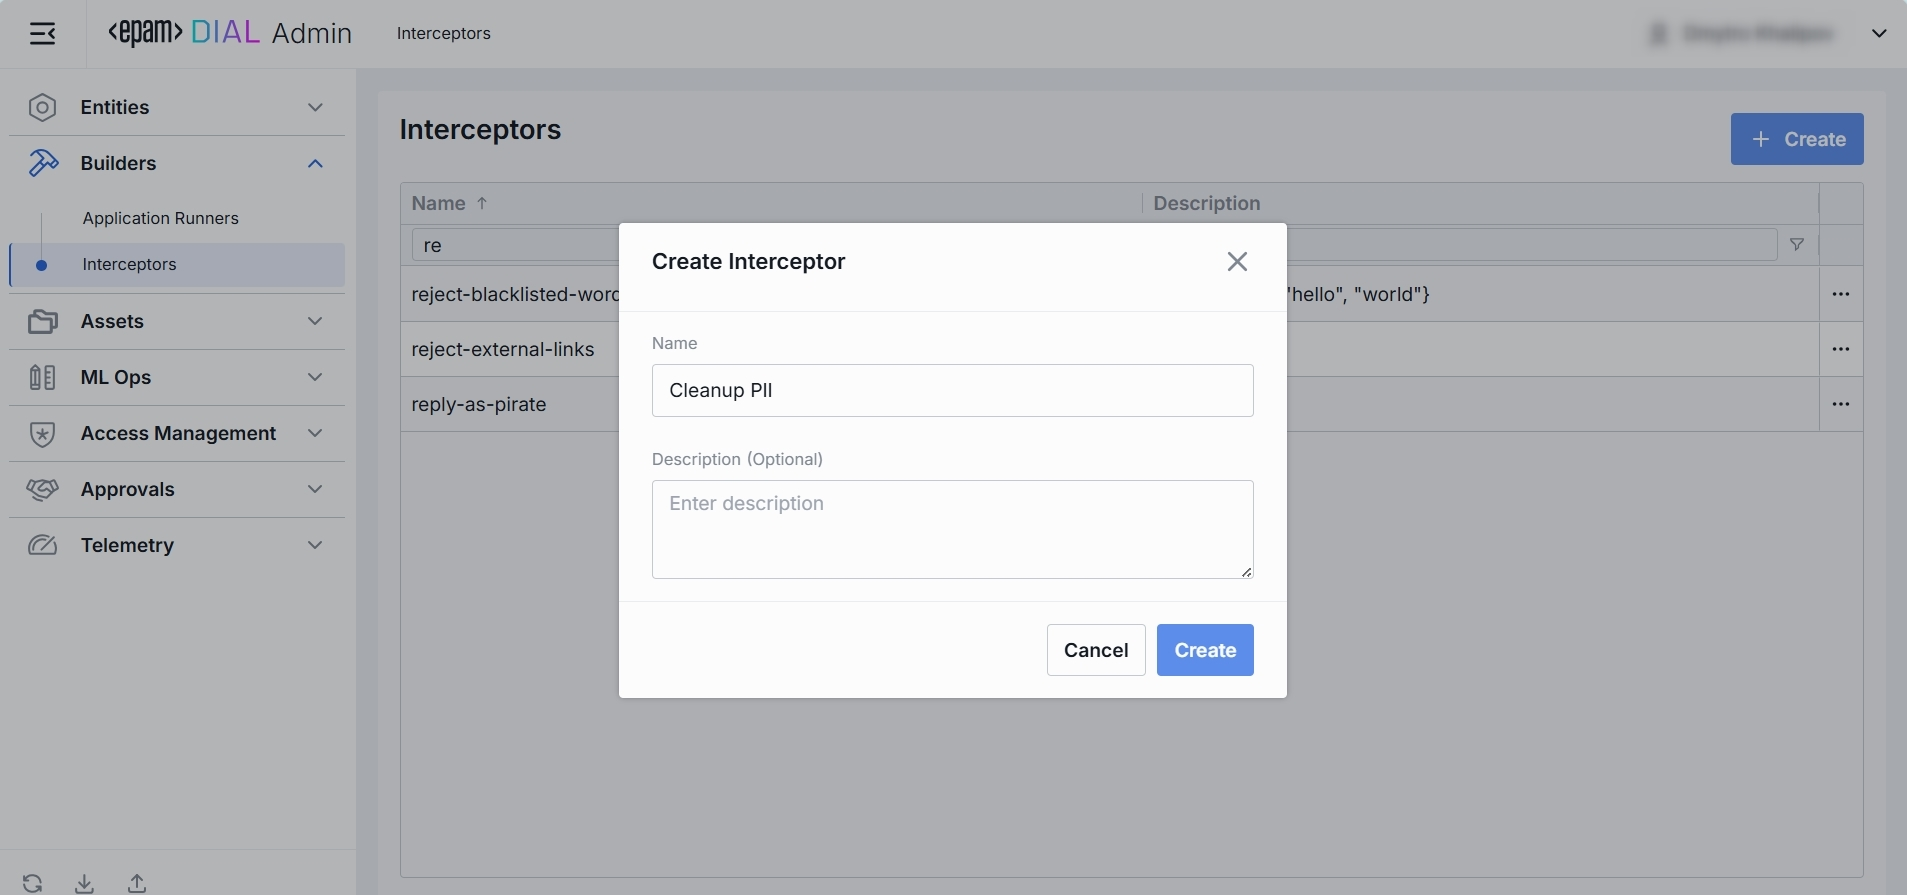 <epam> DIAL Admin
Interceptors
Entities
Builders
Application Runners
Interceptors
Assets
ML Ops
Access Management
Approvals
Telemetry
Interceptors
+ Create
Name ↑
Description
re
reject-blacklisted-word
"hello", "world"}
reject-external-links
reply-as-pirate
Create Interceptor
Name
Cleanup PII
Description (Optional)
Enter description
Cancel
Create